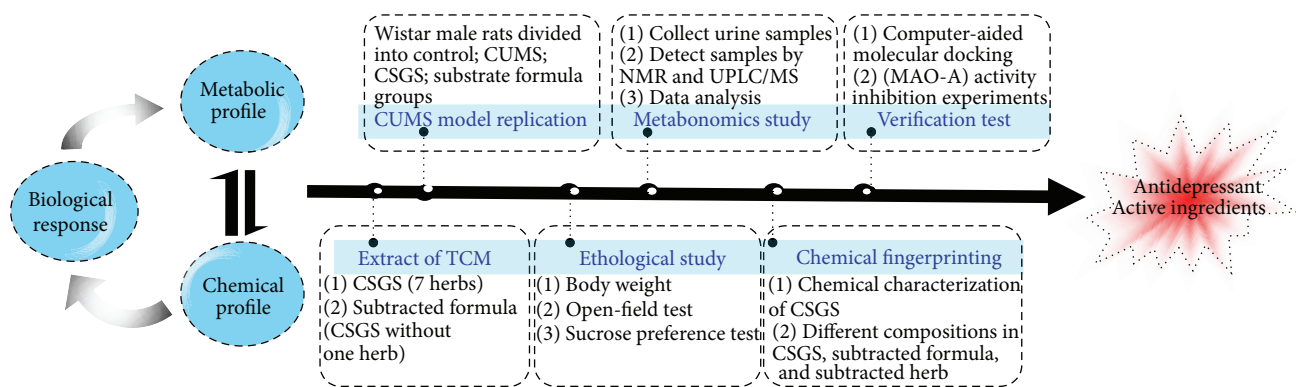 Metabolic
profile
Biological
response
Chemical
profile
Wistar male rats divided
into control; CUMS;
CSGS; substrate formula
groups
CUMS model replication
(1) Collect urine samples
(2) Detect samples by
NMR and UPLC/MS
(3) Data analysis
Metabonomics study
(1) Computer-aided
molecular docking
(2) (MAO-A) activity
inhibition experiments
Verification test
Extract of TCM
(1) CSGS (7 herbs)
(2) Subtracted formula
(CSGS without
one herb)
Ethological study
(1) Body weight
(2) Open-field test
(3) Sucrose preference test
Chemical fingerprinting
(1) Chemical characterization
of CSGS
(2) Different compositions in
CSGS, subtracted formula,
and subtracted herb
Antidepressant
Active ingredients